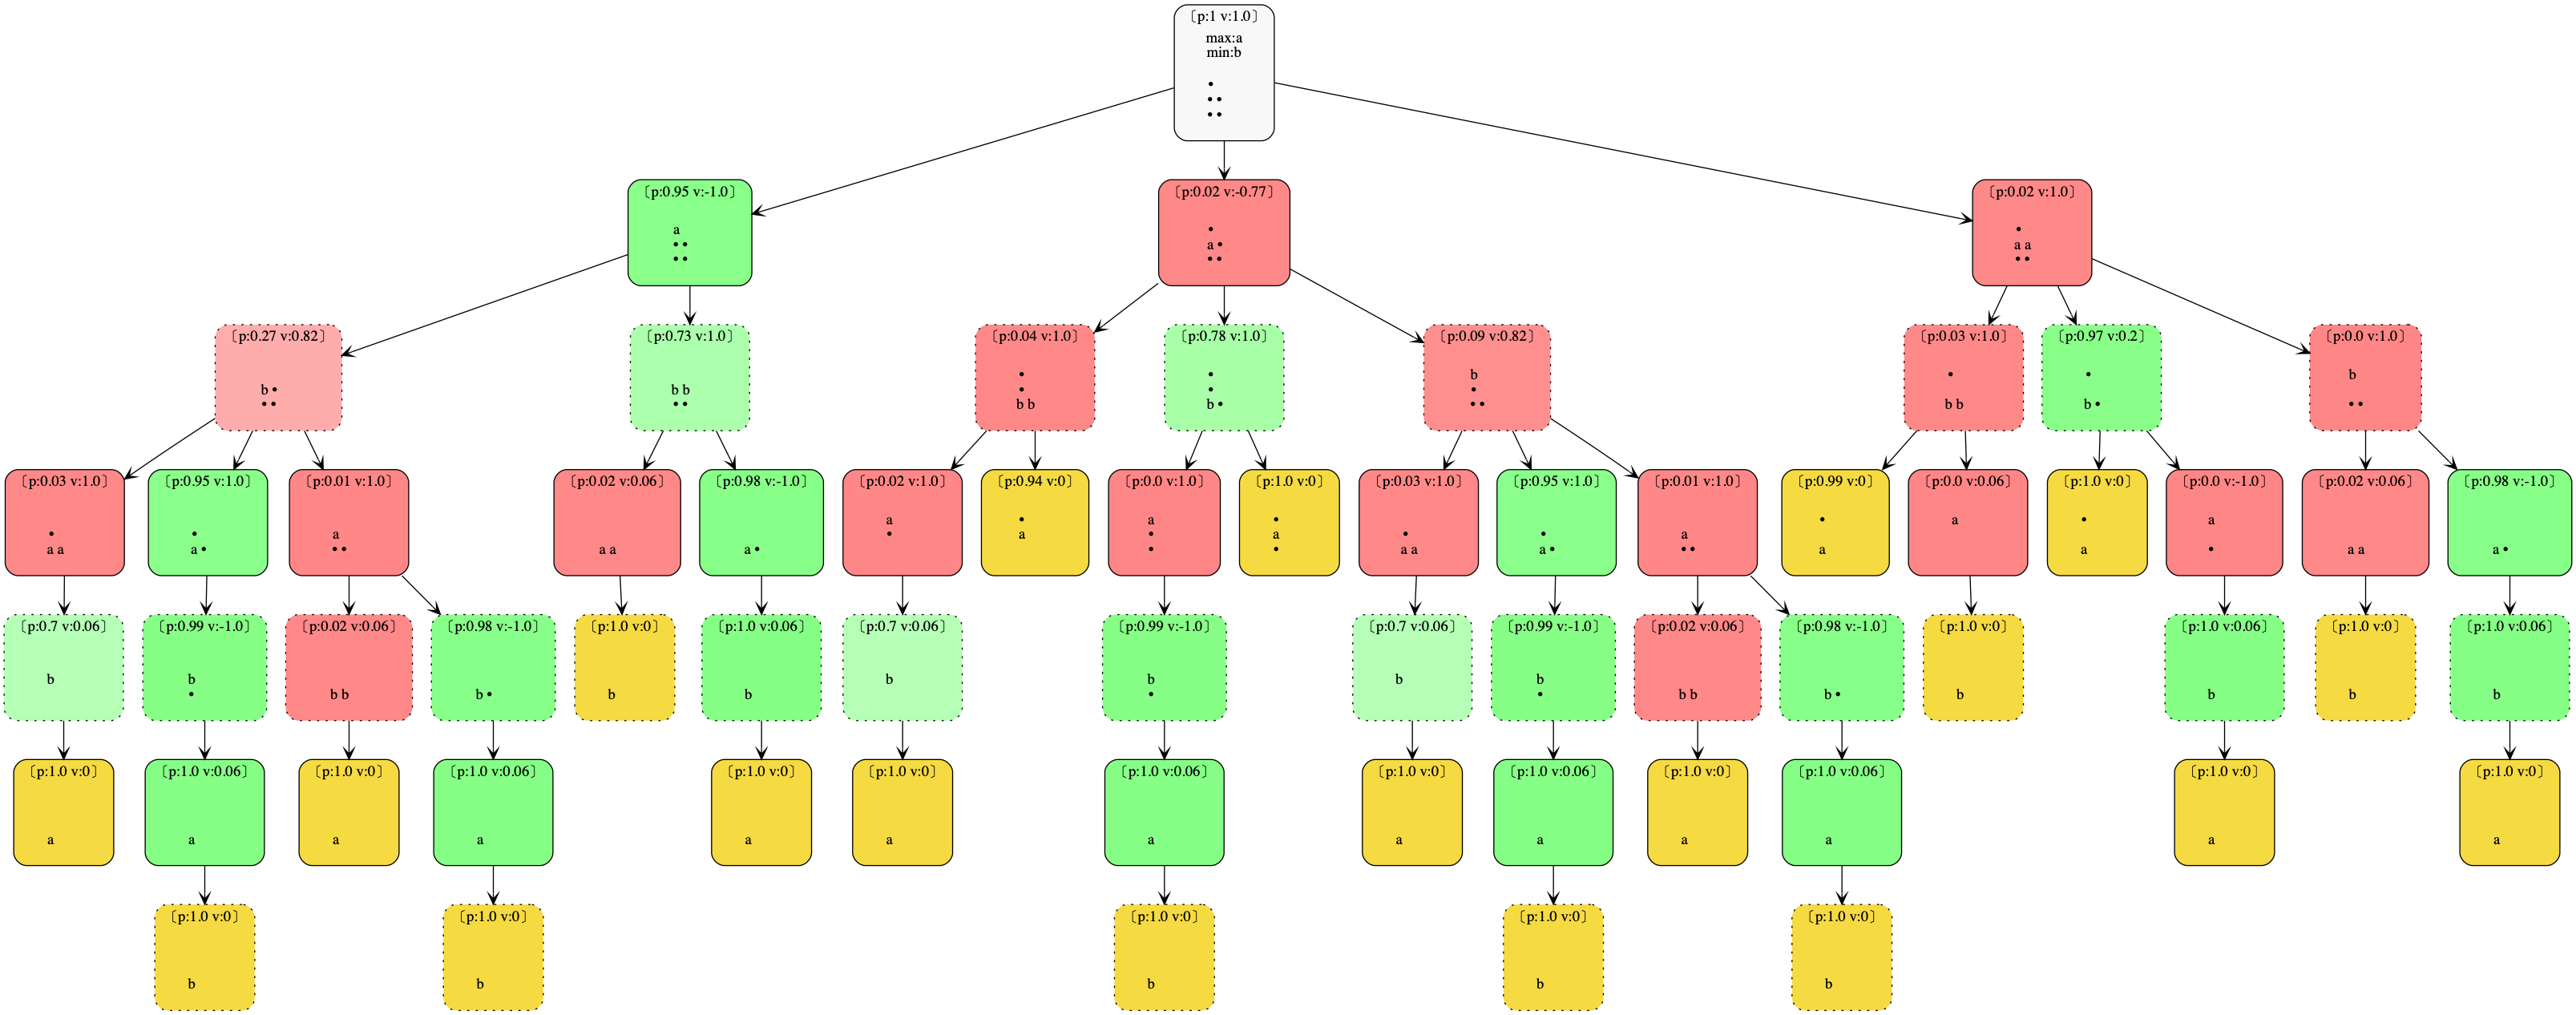 〔p:1 v:1.0〕
max:a
min:b
•
• •
• •
〔p:0.95 v:-1.0〕
a
• •
• •
〔p:0.02 v:-0.77〕
•
a •
• •
〔p:0.02 v:1.0〕
•
a a
• •
〔p:0.27 v:0.82〕
b •
• •
〔p:0.73 v:1.0〕
b b
• •
〔p:0.04 v:1.0〕
•
•
b b
〔p:0.78 v:1.0〕
•
•
b •
〔p:0.09 v:0.82〕
b
•
• •
〔p:0.03 v:1.0〕
•
b b
〔p:0.97 v:0.2〕
•
b •
〔p:0.0 v:1.0〕
b
• •
〔p:0.03 v:1.0〕
•
a a
〔p:0.95 v:1.0〕
•
a •
〔p:0.01 v:1.0〕
a
• •
〔p:0.02 v:0.06〕
a a
〔p:0.98 v:-1.0〕
a •
〔p:0.02 v:1.0〕
a
•
〔p:0.94 v:0〕
•
a
〔p:0.0 v:1.0〕
a
•
•
〔p:1.0 v:0〕
•
a
•
〔p:0.03 v:1.0〕
•
a a
〔p:0.95 v:1.0〕
•
a •
〔p:0.01 v:1.0〕
a
• •
〔p:0.99 v:0〕
•
a
〔p:0.0 v:0.06〕
a
〔p:1.0 v:0〕
•
a
〔p:0.0 v:-1.0〕
a
•
〔p:0.02 v:0.06〕
a a
〔p:0.98 v:-1.0〕
a •
〔p:0.7 v:0.06〕
b
〔p:0.99 v:-1.0〕
b
•
〔p:0.02 v:0.06〕
b b
〔p:0.98 v:-1.0〕
b •
〔p:1.0 v:0〕
b
〔p:1.0 v:0.06〕
b
〔p:0.7 v:0.06〕
b
〔p:0.99 v:-1.0〕
b
•
〔p:0.7 v:0.06〕
b
〔p:0.99 v:-1.0〕
b
•
〔p:0.02 v:0.06〕
b b
〔p:0.98 v:-1.0〕
b •
〔p:1.0 v:0〕
b
〔p:1.0 v:0.06〕
b
〔p:1.0 v:0〕
b
〔p:1.0 v:0.06〕
b
〔p:1.0 v:0〕
a
〔p:1.0 v:0.06〕
a
〔p:1.0 v:0〕
a
〔p:1.0 v:0.06〕
a
〔p:1.0 v:0〕
a
〔p:1.0 v:0〕
a
〔p:1.0 v:0.06〕
a
〔p:1.0 v:0〕
a
〔p:1.0 v:0.06〕
a
〔p:1.0 v:0〕
a
〔p:1.0 v:0.06〕
a
〔p:1.0 v:0〕
a
〔p:1.0 v:0〕
a
〔p:1.0 v:0〕
b
〔p:1.0 v:0〕
b
〔p:1.0 v:0〕
b
〔p:1.0 v:0〕
b
〔p:1.0 v:0〕
b